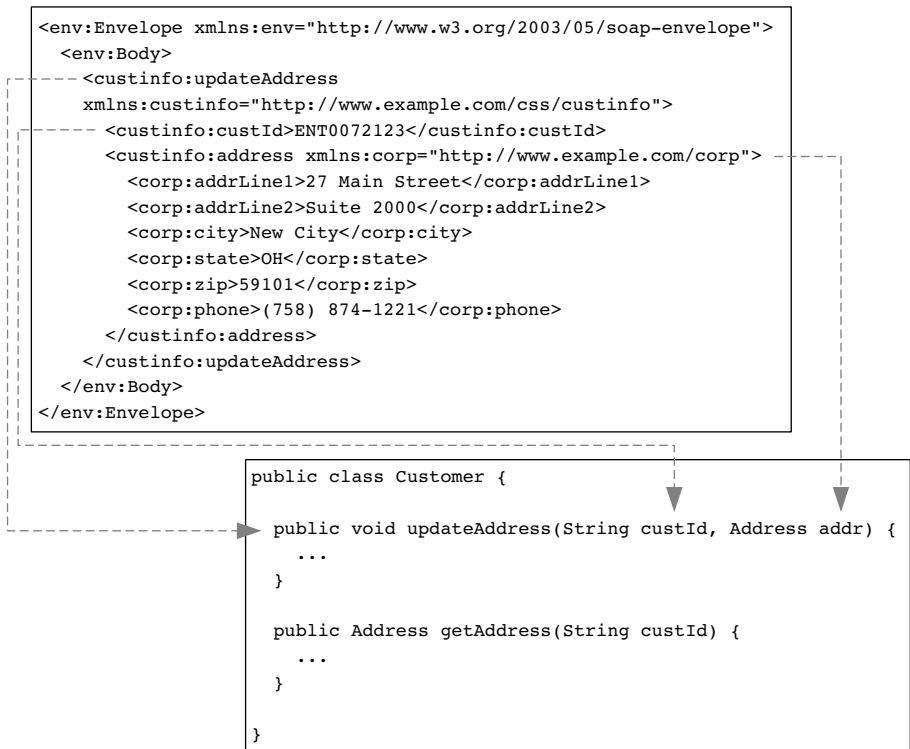 <env:Envelope xmlns:env="http://www.w3.org/2003/05/soap-envelope">
<env:Body>
<custinfo:updateAddress
xmlns:custinfo="http://www.example.com/css/custinfo">
<custinfo:custId>ENT0072123</custinfo:custId>
<custinfo:address xmlns:corp="http://www.example.com/corp">
<corp:addrLine1>27 Main Street</corp:addrLine1>
<corp:addrLine2>Suite 2000</corp:addrLine2>
<corp:city>New City</corp:city>
<corp:state>OH</corp:state>
<corp:zip>59101</corp:zip>
<corp:phone>(758) 874-1221</corp:phone>
</custinfo:address>
</custinfo:updateAddress>
</env:Body>
</env:Envelope>
public class Customer {
public void updateAddress(String custId, Address addr) {
...
}
public Address getAddress(String custId) {
...
}
}